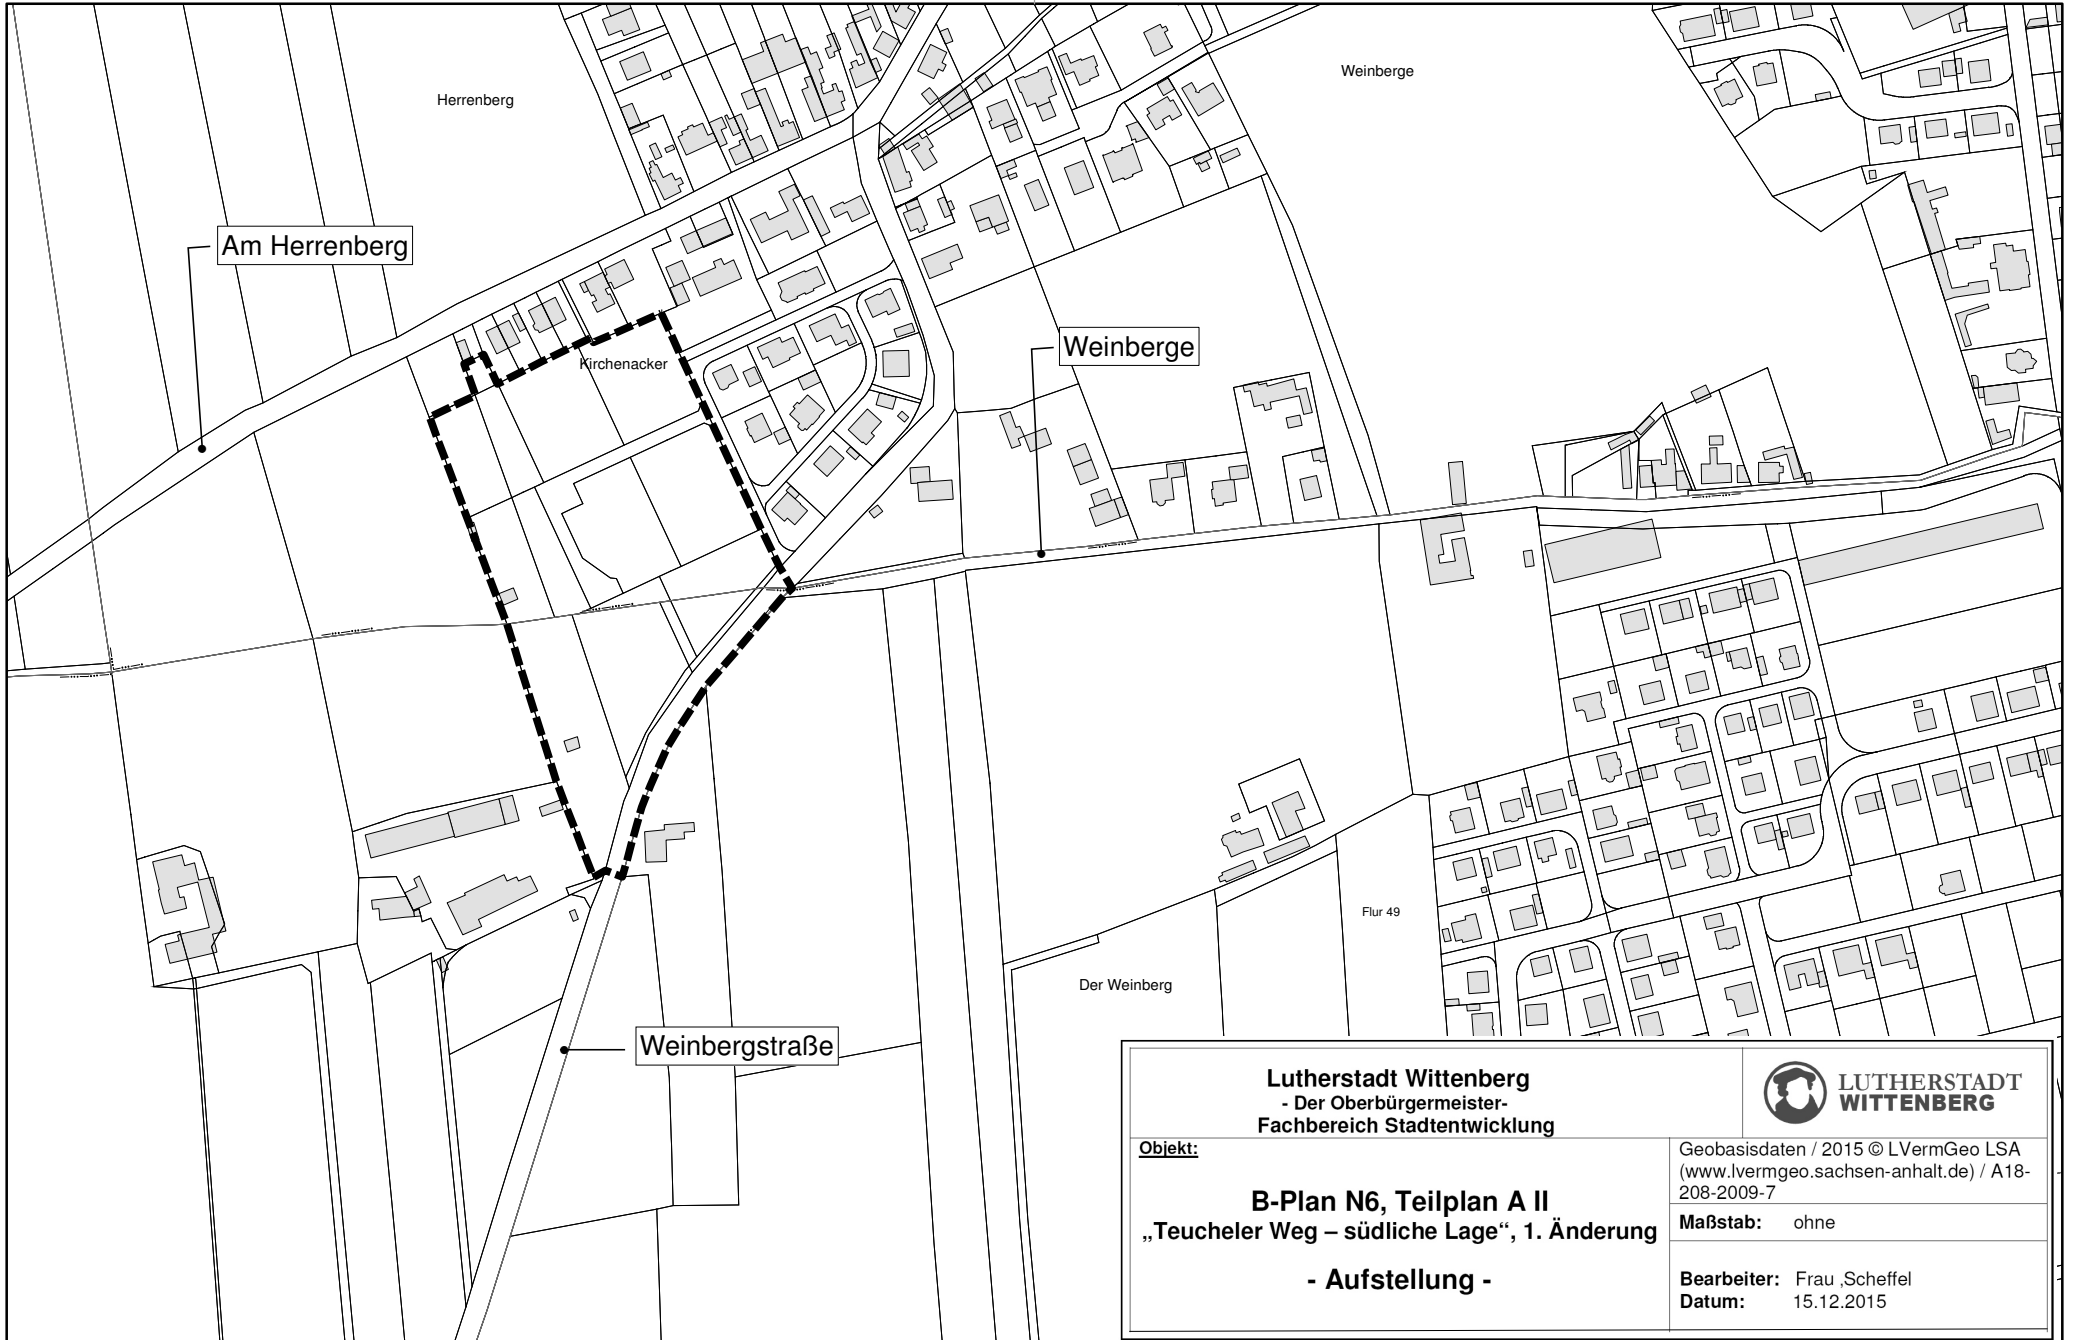 Herrenberg
Weinberge
Am Herrenberg
Weinberge
Kirchenacker
Flur 49
Der Weinberg
Weinbergstraße
Lutherstadt Wittenberg
- Der Oberbürgermeister-
Fachbereich Stadtentwicklung
LUTHERSTADT
WITTENBERG
Objekt:
B-Plan N6, Teilplan A II
„Teucheler Weg – südliche Lage“, 1. Änderung
- Aufstellung -
Geobasisdaten / 2015 © LVermGeo LSA
(www.lvermgeo.sachsen-anhalt.de) / A18-
208-2009-7
Maßstab: ohne
Bearbeiter: Frau ,Scheffel
Datum: 15.12.2015